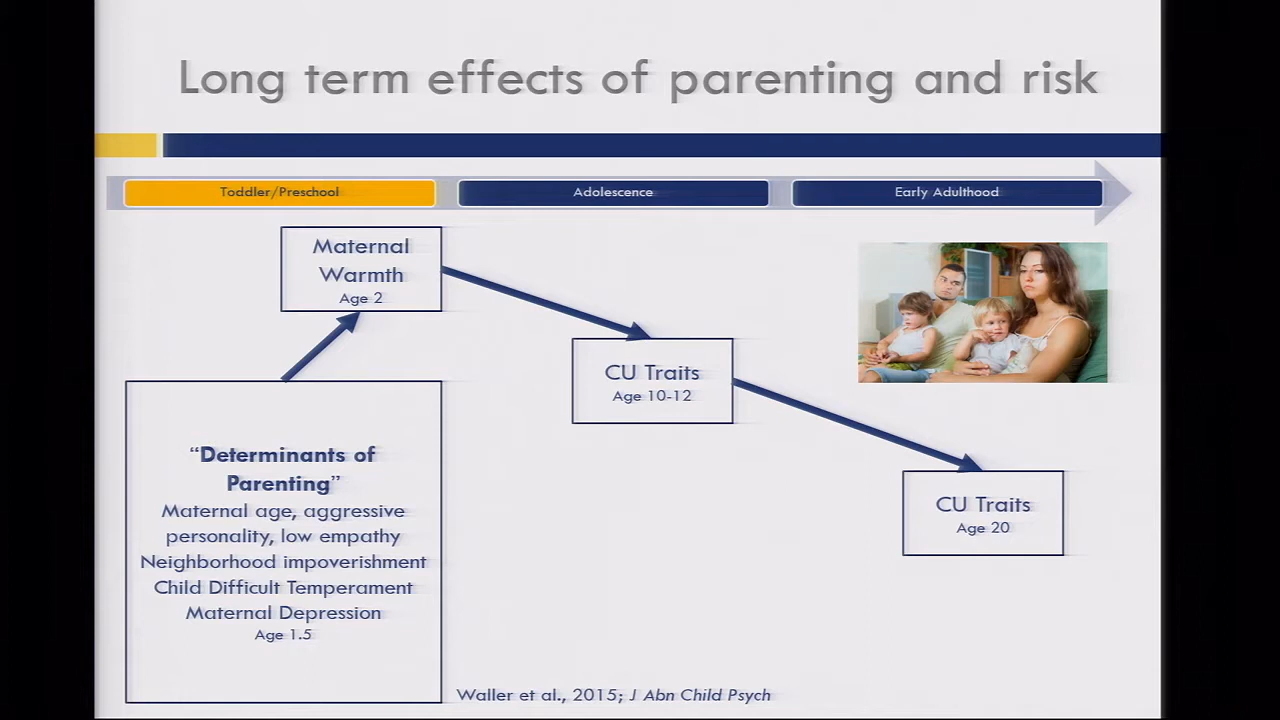 Long term effects of parenting and risk
Toddler/Preschool
Adolescence
Early Adulthood
Maternal
Warmth
Age 2
CU Traits
Age 10-12
CU Traits
Age 20
“Determinants of
Parenting”
Maternal age, aggressive
personality, low empathy
Neighborhood impoverishment
Child Difficult Temperament
Maternal Depression
Age 1.5
Waller et al., 2015; J Abn Child Psych